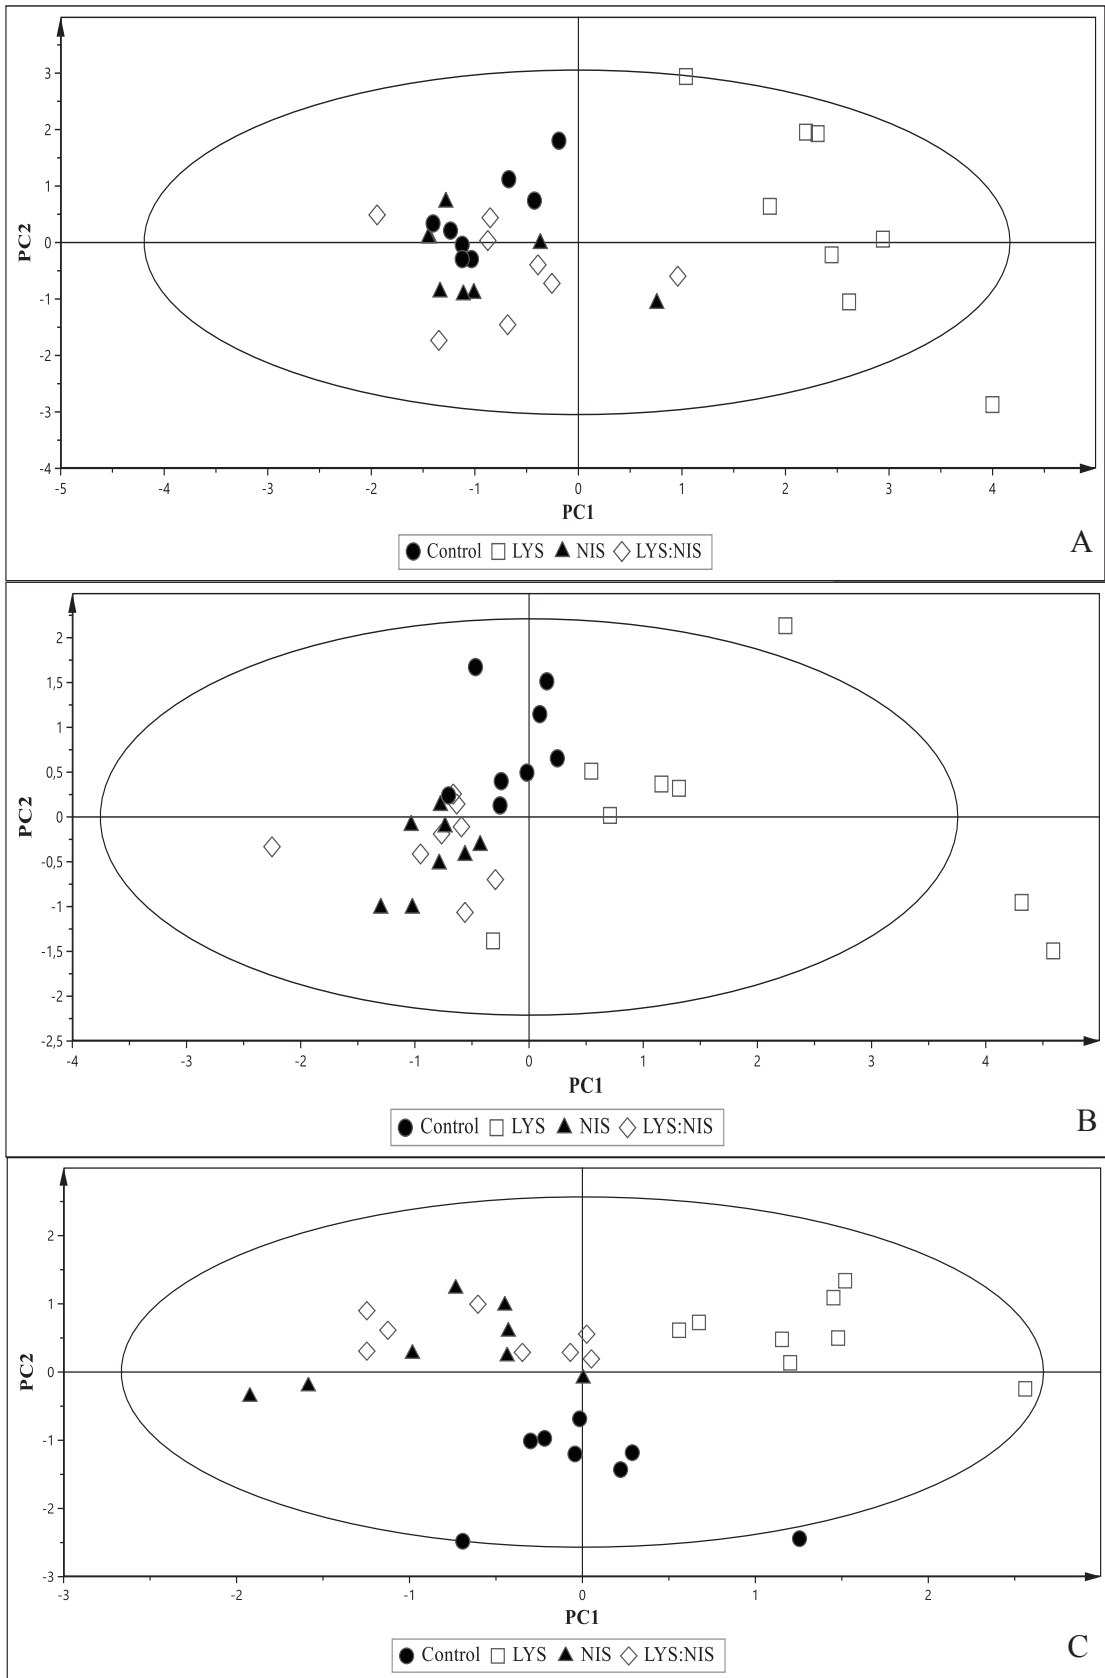 3
2
1
0
-1
-2
-3
-4
PC2
-5 -4 -3 -2 -1 0 1 2 3 4
PC1
Control LYS NIS LYS:NIS
A
2
1,5
1
0,5
0
-0,5
-1
-1,5
-2
-2,5
PC2
-4 -3 -2 -1 0 1 2 3 4
PC1
Control LYS NIS LYS:NIS
B
2
1
0
-1
-2
-3
PC2
-3 -2 -1 0 1 2
PC1
Control LYS NIS LYS:NIS
C